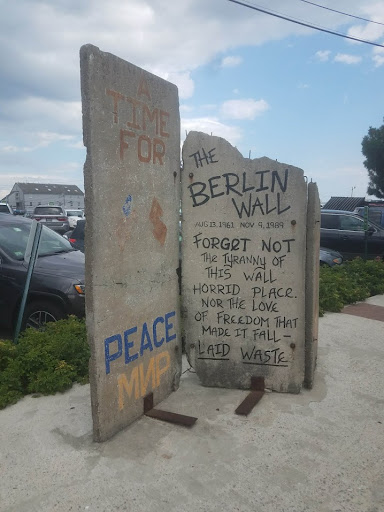 A
TIME
FOR
PEACE
МИР
THE
BERLIN
WALL
AUG 13, 1961 NOV 9, 1989
FORGET NOT
THE TYRANNY OF
THIS WALL
HORRID PLACE.
NOR THE LOVE
OF FREEDOM THAT
MADE IT FALL —
LAID WASTE